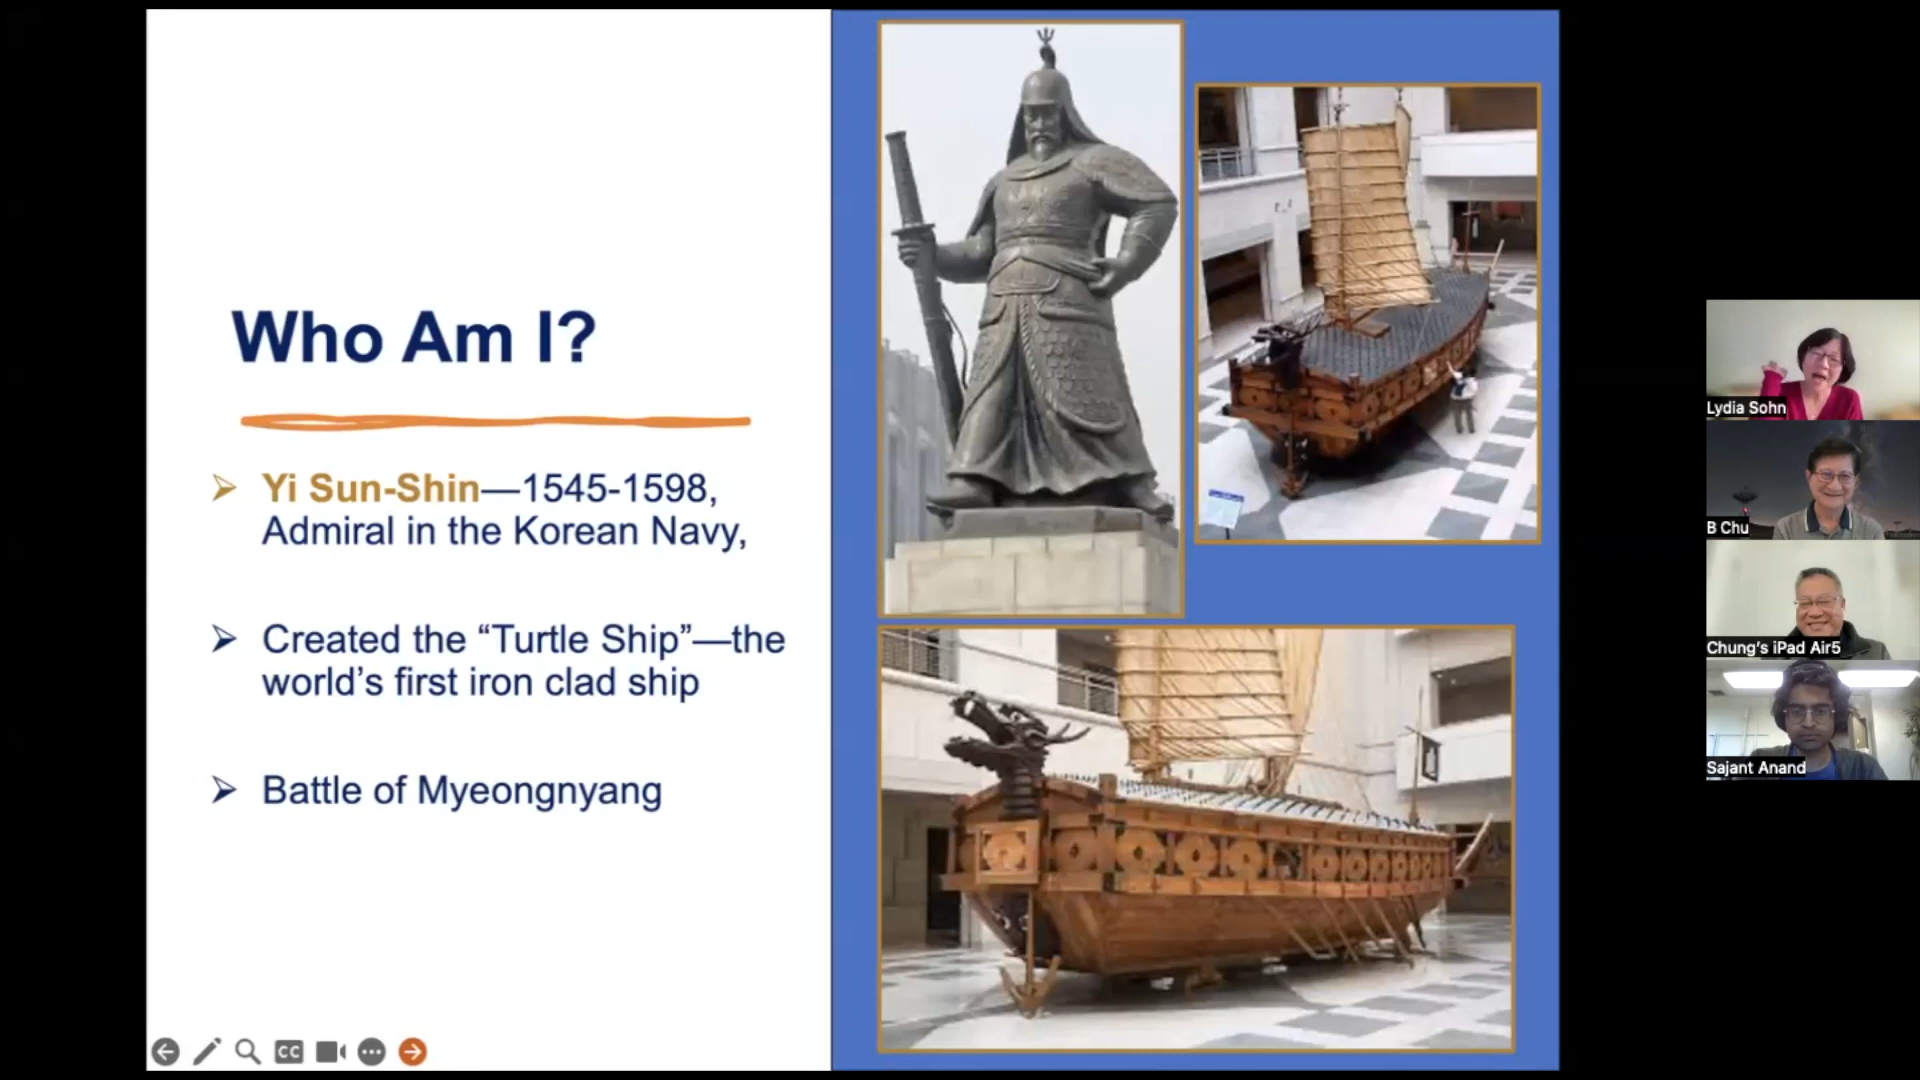 Who Am I?
Yi Sun-Shin—1545-1598,
Admiral in the Korean Navy,
Created the “Turtle Ship”—the
world’s first iron clad ship
Battle of Myeongnyang
CC
Lydia Sohn
B Chu
Chung’s iPad Air5
Sajant Anand